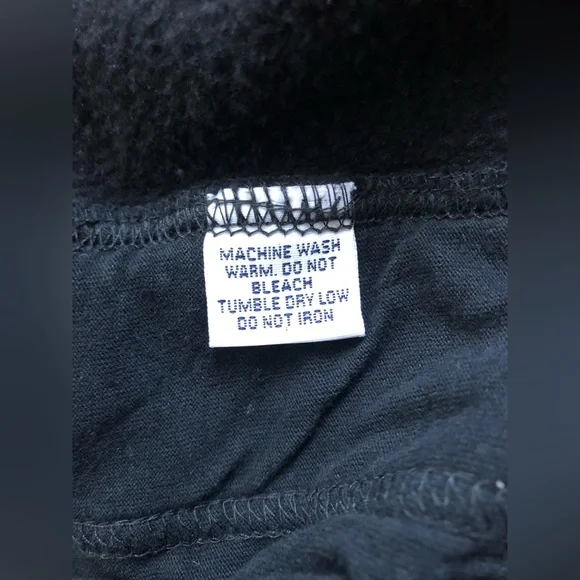 MACHINE WASH
WARM. DO NOT
BLEACH
TUMBLE DRY LOW
DO NOT IRON